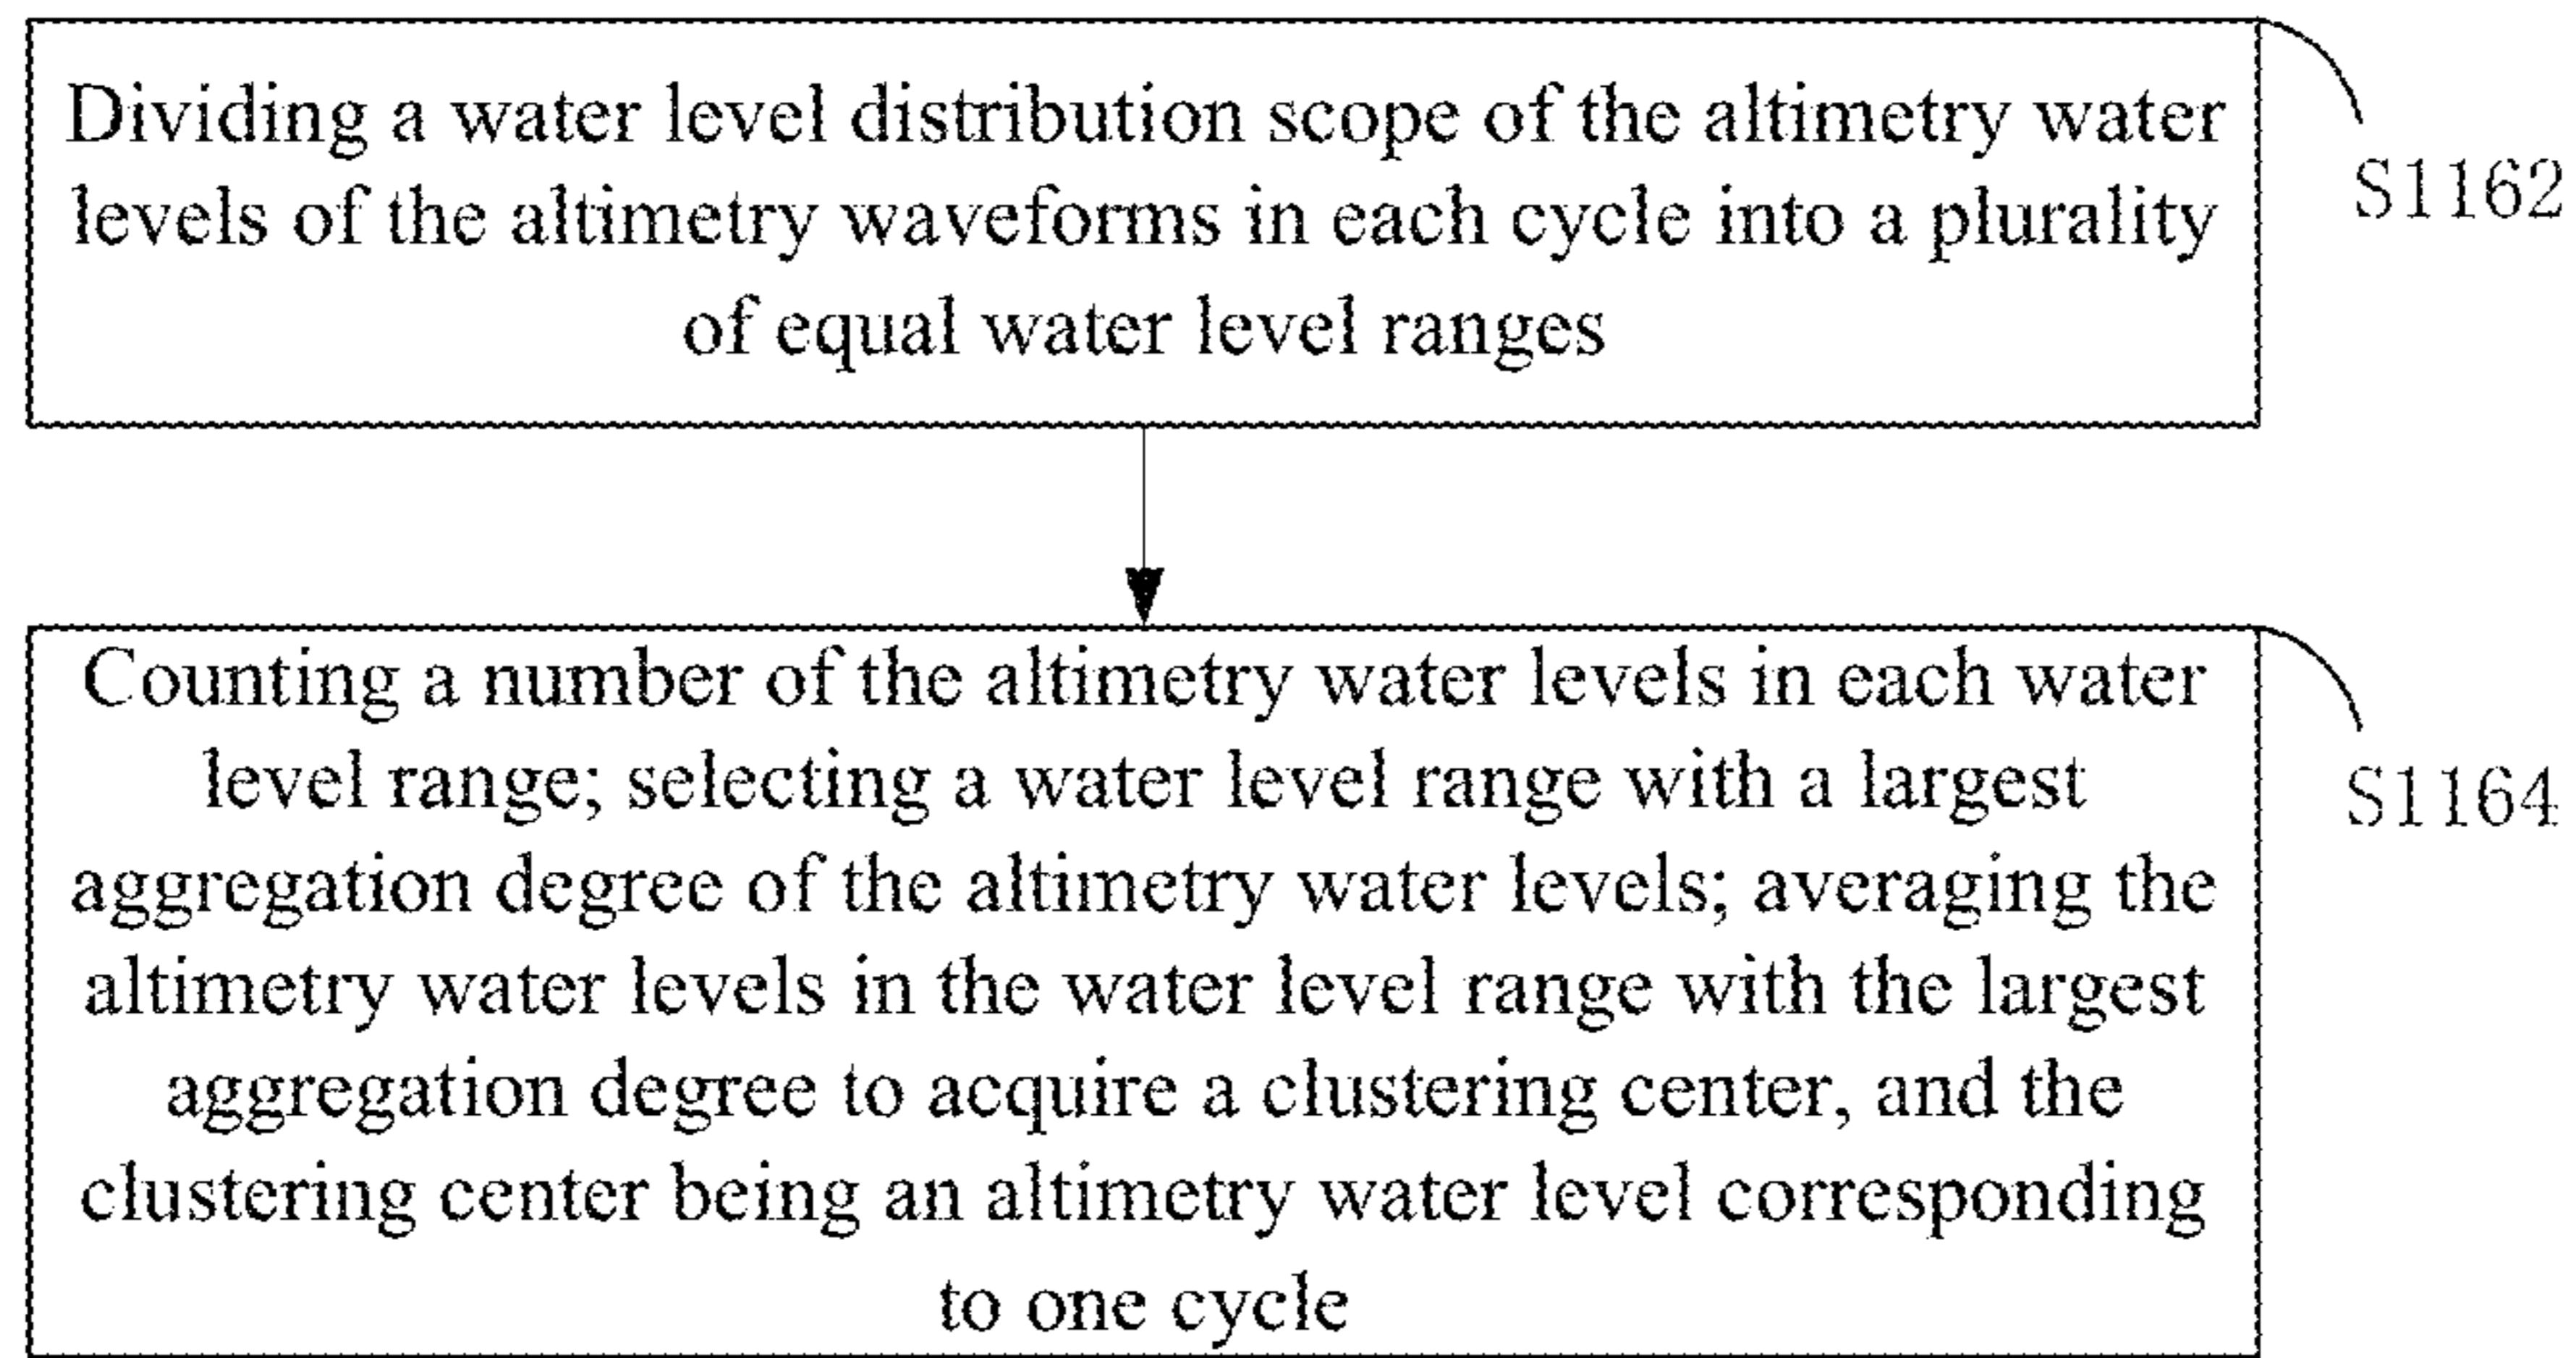 Dividing a water level distribution scope of the altimetry water
levels of the altimetry waveforms in each cycle into a plurality
of equal water level ranges
S1162
Counting a number of the altimetry water levels in each water
level range; selecting a water level range with a largest
aggregation degree of the altimetry water levels; averaging the
altimetry water levels in the water level range with the largest
aggregation degree to acquire a clustering center, and the
clustering center being an altimetry water level corresponding
to one cycle
S1164